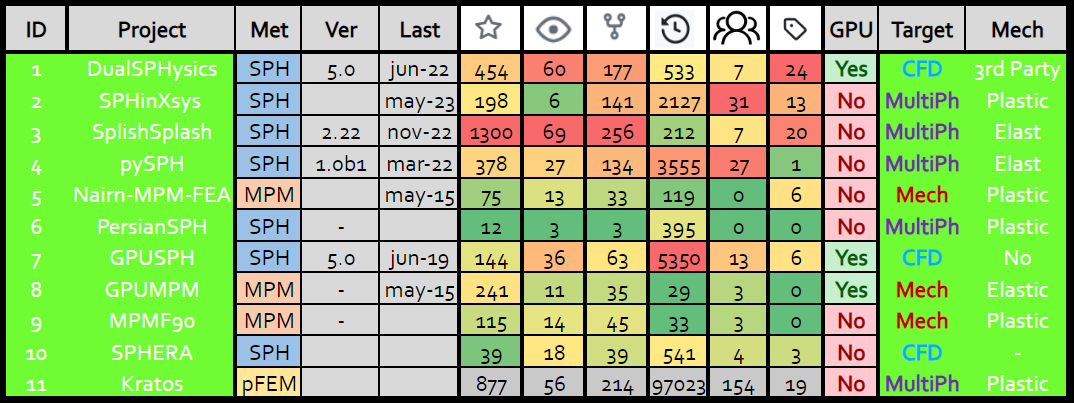 ID Project Met Ver Last GPU Target Mech
1 DualSPHysics SPH 5.0 jun-22 454 60 177 533 7 24 Yes CFD 3rd Party
2 SPHinXsys SPH may-23 198 6 141 2127 31 13 No MultiPh Plastic
3 SplishSplash SPH 2.22 nov-22 1300 69 256 212 7 20 No MultiPh Elast
4 pySPH SPH 1.0b1 mar-22 378 27 134 3555 27 1 No MultiPh Elast
5 Nairn-MPM-FEA MPM may-15 75 13 33 119 0 6 No Mech Plastic
6 PersianSPH SPH - 12 3 3 395 0 0 No MultiPh Plastic
7 GPUSPH SPH 5.0 jun-19 144 36 63 5350 13 6 Yes CFD No
8 GPUMPM MPM - may-15 241 11 35 29 3 0 Yes Mech Elastic
9 MPMF90 MPM - 115 14 45 33 3 0 No Mech Plastic
10 SPHERA SPH 39 18 39 541 4 3 No CFD -
11 Kratos pFEM 877 56 214 97023 154 19 No MultiPh Plastic